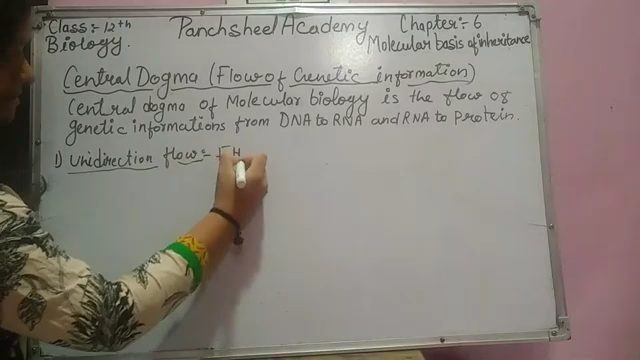 Class:- 12th Panchsheel Academy Chapter:- 6
Biology. Molecular basis of inheritance
Central Dogma (Flow of Genetic information)
Central dogma of Molecular biology is the flow of
genetic informations from DNA to RNA and RNA to Protein.
1) Unidirection flow:-